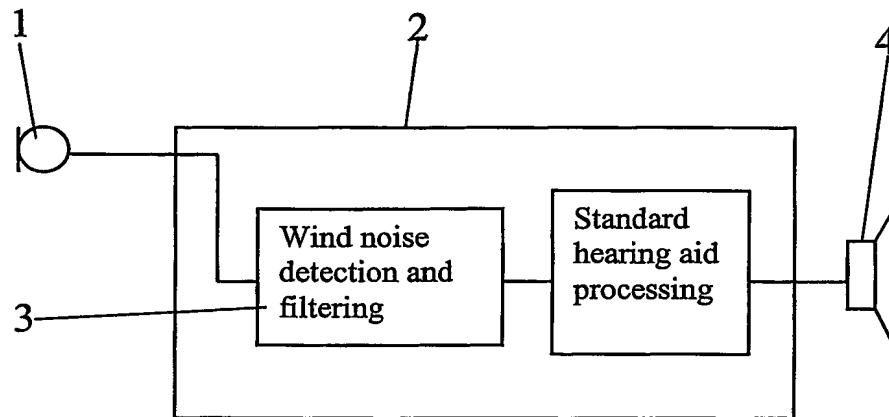 1
2
4
Wind noise
detection and
filtering
Standard
hearing aid
processing
3